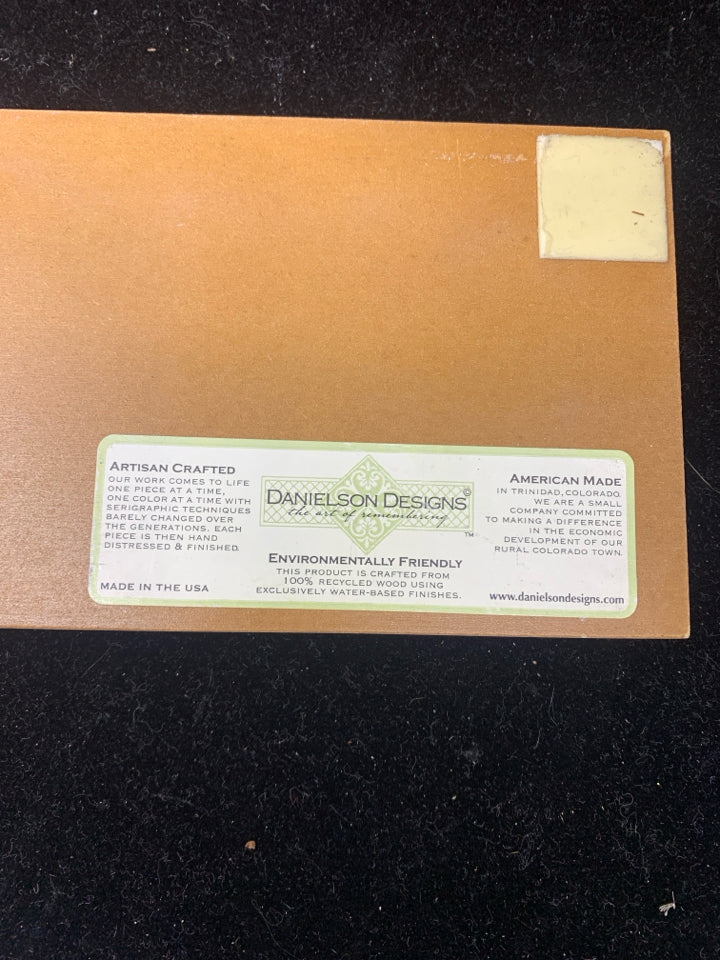 ARTISAN CRAFTED
OUR WORK COMES TO LIFE
ONE PIECE AT A TIME,
ONE COLOR AT A TIME WITH
SERIGRAPHIC TECHNIQUES
BARELY CHANGED OVER
THE GENERATIONS. EACH
PIECE IS THEN HAND
DISTRESSED & FINISHED.
MADE IN THE USA
DANIELSON DESIGNS©
the art of remembering
™
ENVIRONMENTALLY FRIENDLY
THIS PRODUCT IS CRAFTED FROM
100% RECYCLED WOOD USING
EXCLUSIVELY WATER-BASED FINISHES.
AMERICAN MADE
IN TRINIDAD, COLORADO.
WE ARE A SMALL
COMPANY COMMITTED
TO MAKING A DIFFERENCE
IN THE ECONOMIC
DEVELOPMENT OF OUR
RURAL COLORADO TOWN.
www.danielsondesigns.com